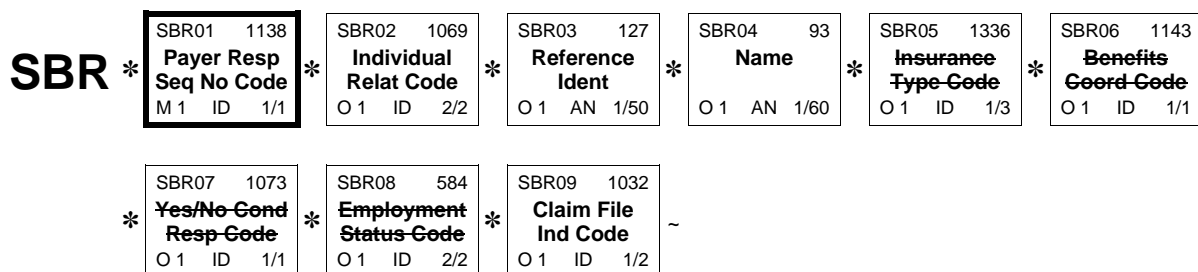 SBR * SBR01 1138 * SBR02 1069 * SBR03 127 * SBR04 93 * SBR05 1336 * SBR06 1143
Payer Resp Individual Reference Name Insurance Benefits
Seq No Code Relat Code Ident Type Code Coord Code
M 1 ID 1/1 O 1 ID 2/2 O 1 AN 1/50 O 1 AN 1/60 O 1 ID 1/3 O 1 ID 1/1
* SBR07 1073 * SBR08 584 * SBR09 1032 ~
Yes/No Cond Employment Claim File
Resp Code Status Code Ind Code
O 1 ID 1/1 O 1 ID 2/2 O 1 ID 1/2